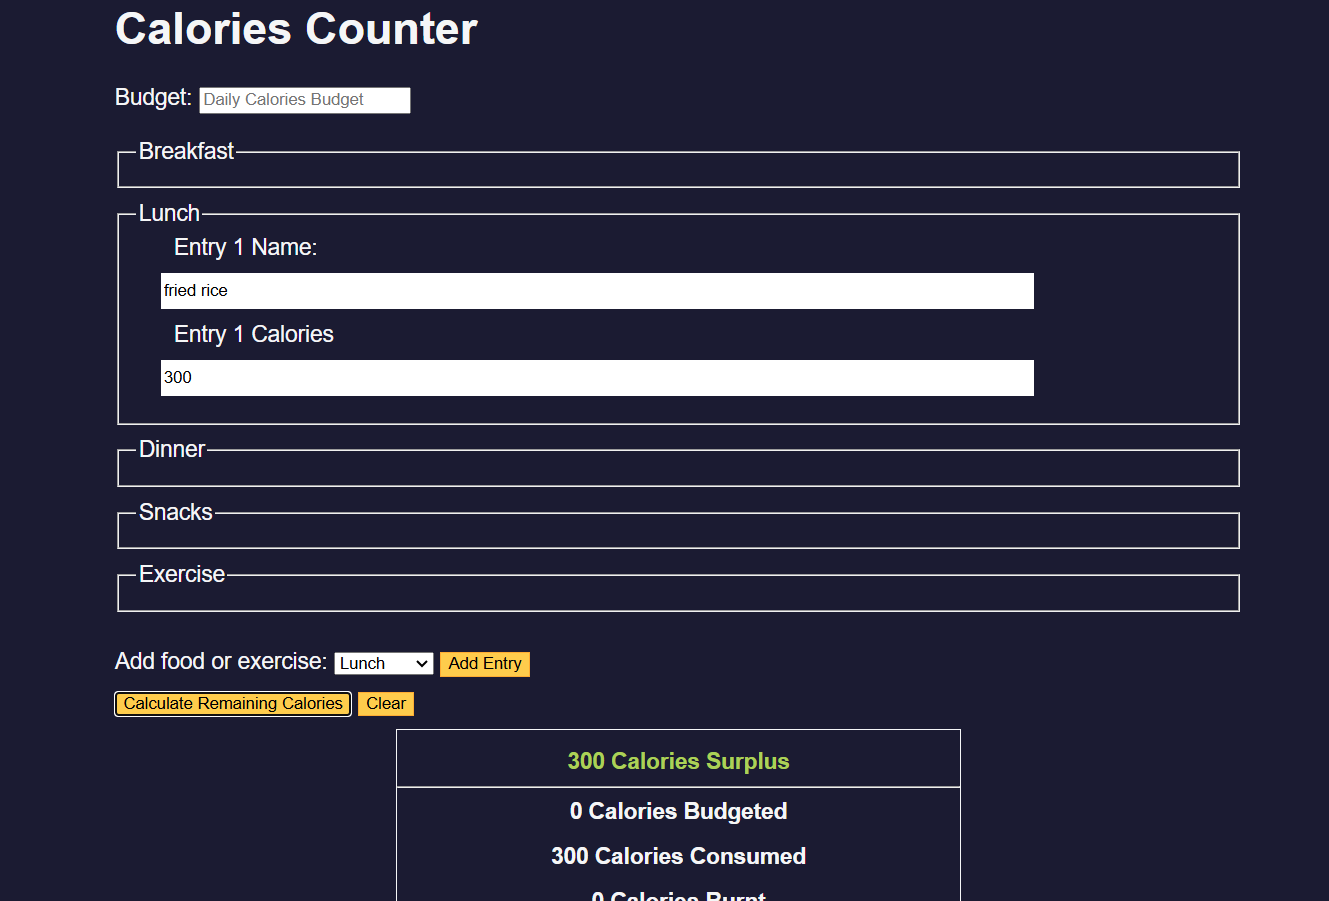 Calories Counter
Budget: Daily Calories Budget
Breakfast
Lunch
Entry 1 Name:
fried rice
Entry 1 Calories
300
Dinner
Snacks
Exercise
Add food or exercise: Lunch Add Entry
Calculate Remaining Calories Clear
300 Calories Surplus
0 Calories Budgeted
300 Calories Consumed
0 Calories Burnt